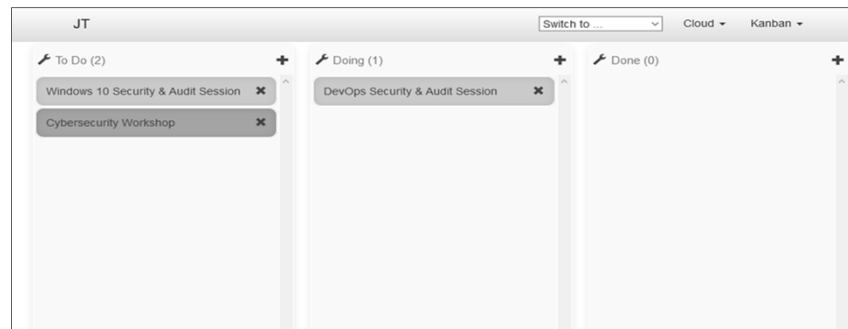 JT
Switch to ...
Cloud
Kanban
To Do (2)
Windows 10 Security & Audit Session
Cybersecurity Workshop
Doing (1)
DevOps Security & Audit Session
Done (0)